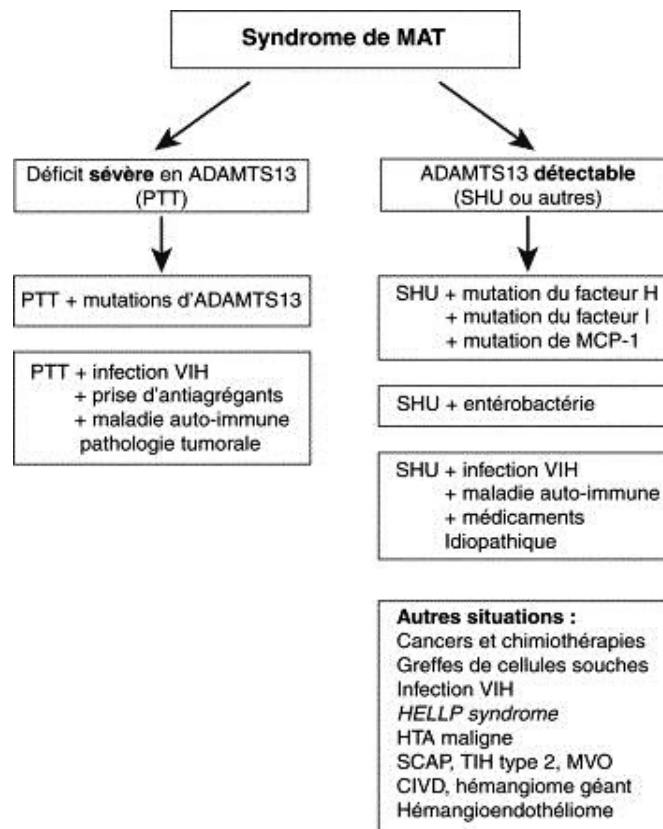 Syndrome de MAT
Déficit sévère en ADAMTS13
(PTT)
PTT + mutations d'ADAMTS13
PTT + infection VIH
+ prise d'antiagrégants
+ maladie auto-immune
pathologie tumorale
ADAMTS13 détectable
(SHU ou autres)
SHU + mutation du facteur H
+ mutation du facteur I
+ mutation de MCP-1
SHU + entérobactérie
SHU + infection VIH
+ maladie auto-immune
+ médicaments
Idiopathique
Autres situations :
Cancers et chimiothérapies
Greffes de cellules souches
Infection VIH
HELLP syndrome
HTA maligne
SCAP, TIH type 2, MVO
CIVD, hémangiome géant
Hémangioendothéliome